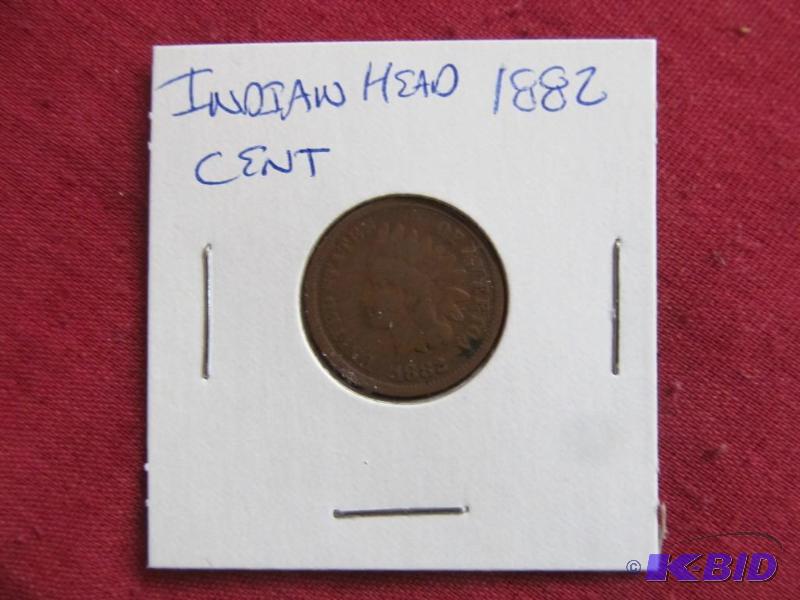 INDIAN HEAD 1882
CENT
UNITED STATES OF AMERICA
1882
© K-BID